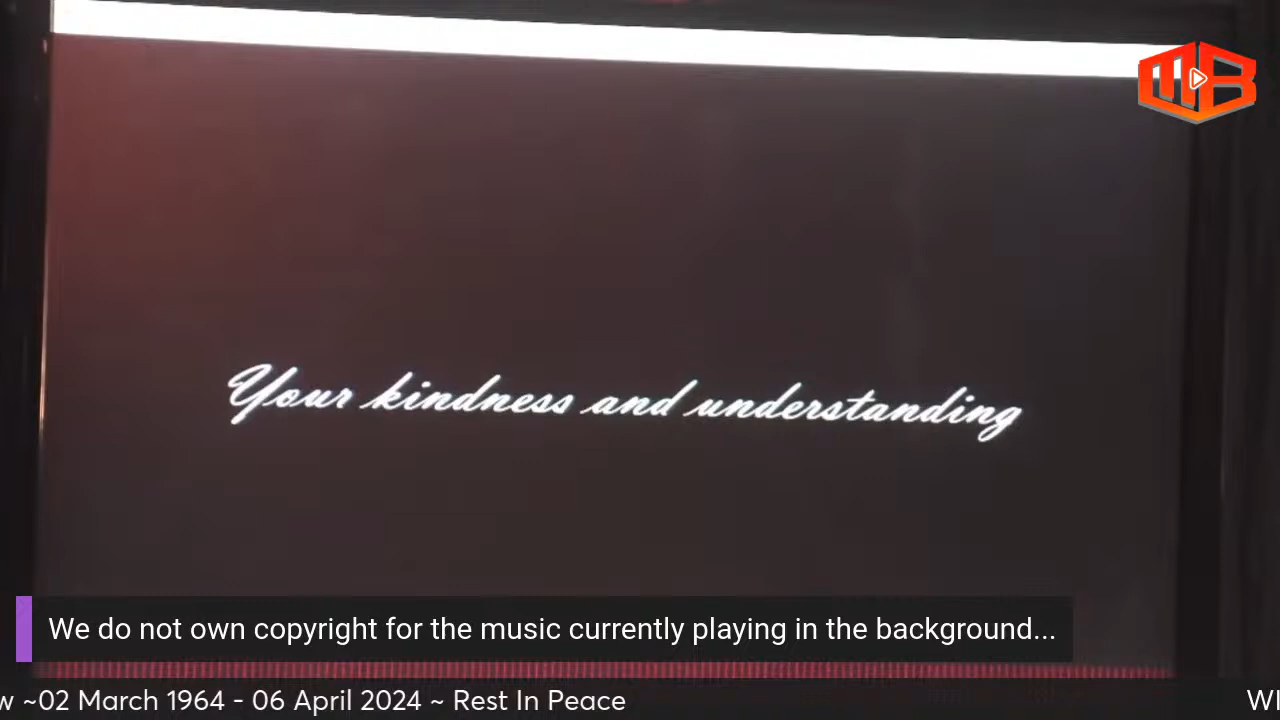 MB
Your kindness and understanding
We do not own copyright for the music currently playing in the background...
w ~02 March 1964 - 06 April 2024 ~ Rest In Peace